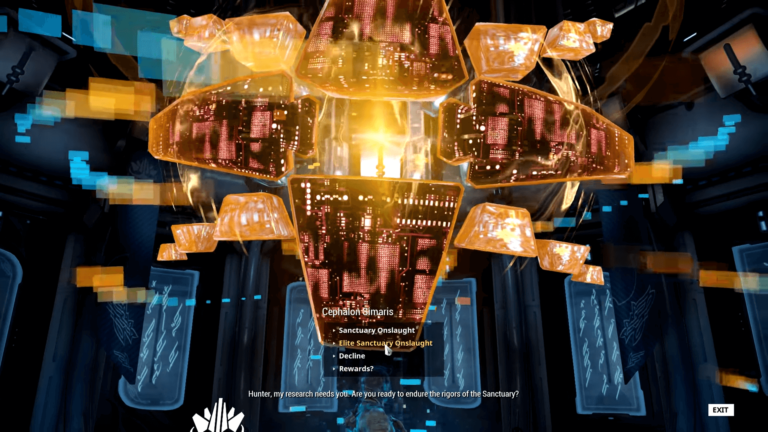 Cephalon Simaris
Sanctuary Onslaught
Elite Sanctuary Onslaught
Decline
Rewards?
Hunter, my research needs you. Are you ready to endure the rigors of the Sanctuary?
EXIT